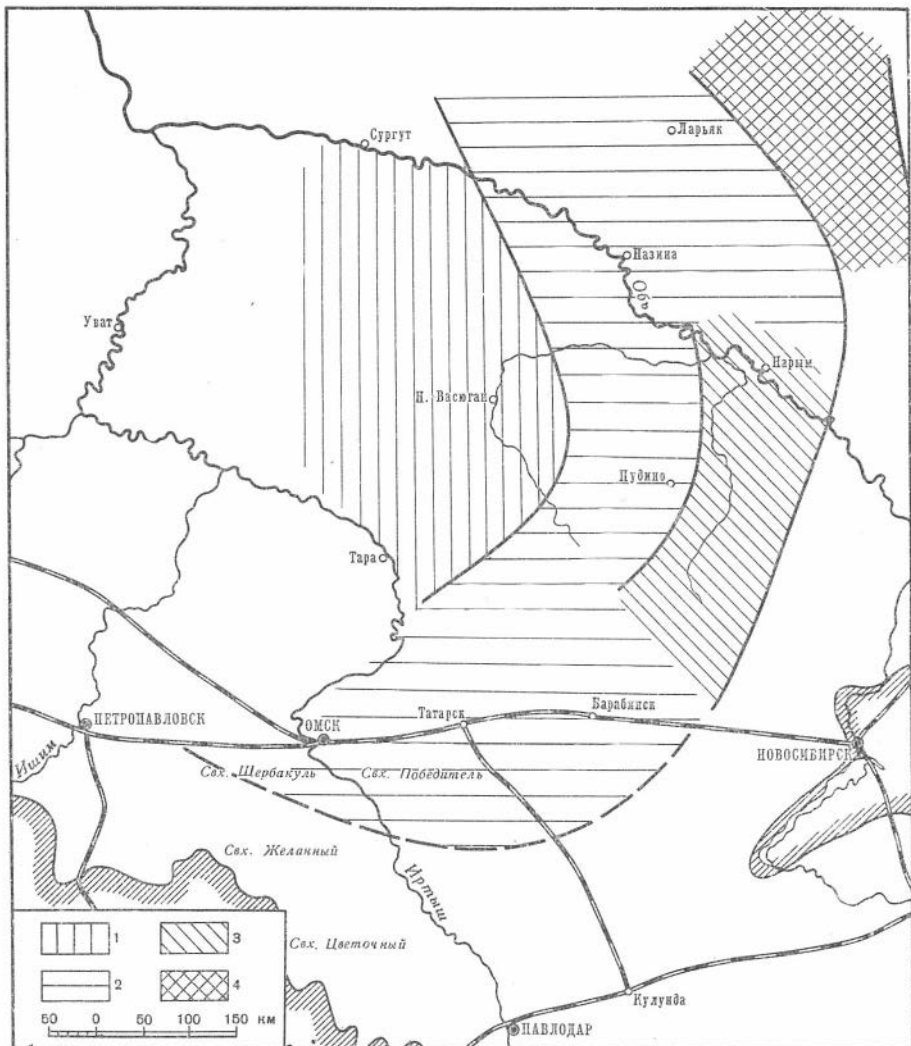 Сургут
Ларьяк
Назина
Обь
Уват
Нарым
Н. Васюган
Пудино
Тара
Татарск
Барабинск
ПЕТРОПАВЛОВСК
ОМСК
НОВОСИБИРСК
Ишим
Свх. Шербакуль
Свх. Победитель
Свх. Желанный
Иртыш
Свх. Цветочный
1
3
2
4
Кулунда
50 0 50 100 150 км
ПАВЛОДАР